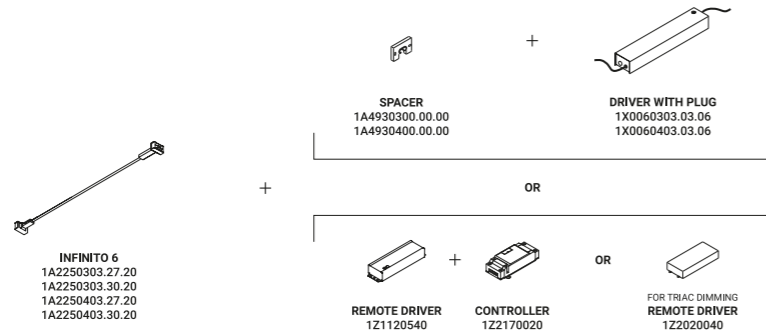 +
SPACER
1A4930300.00.00
1A4930400.00.00
DRIVER WITH PLUG
1X0060303.03.06
1X0060403.03.06
+
OR
INFINITO 6
1A2250303.27.20
1A2250303.30.20
1A2250403.27.20
1A2250403.30.20
+
OR
REMOTE DRIVER
1Z1120540
CONTROLLER
1Z2170020
FOR TRIAC DIMMING
REMOTE DRIVER
1Z2020040